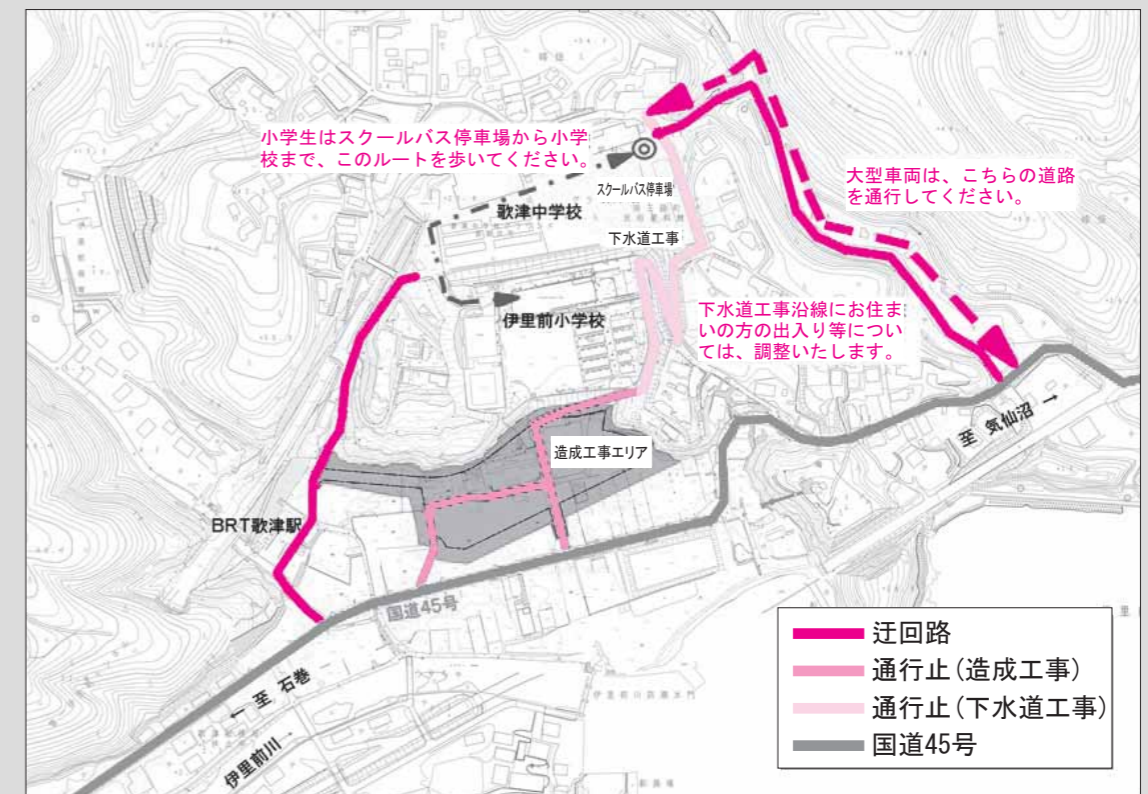 小学生はスクールバス停車場から小学
校まで、このルートを歩いてください。
大型車両は、こちらの道路
を通行してください。
スクールバス停車場
歌津中学校
下水道工事
伊里前小学校
下水道工事沿線にお住ま
いの方の出入り等につい
ては、調整いたします。
造成工事エリア
至 気仙沼 →
BRT歌津駅
国道45号
← 至 石巻
伊里前川
迂回路
通行止(造成工事)
通行止(下水道工事)
国道45号